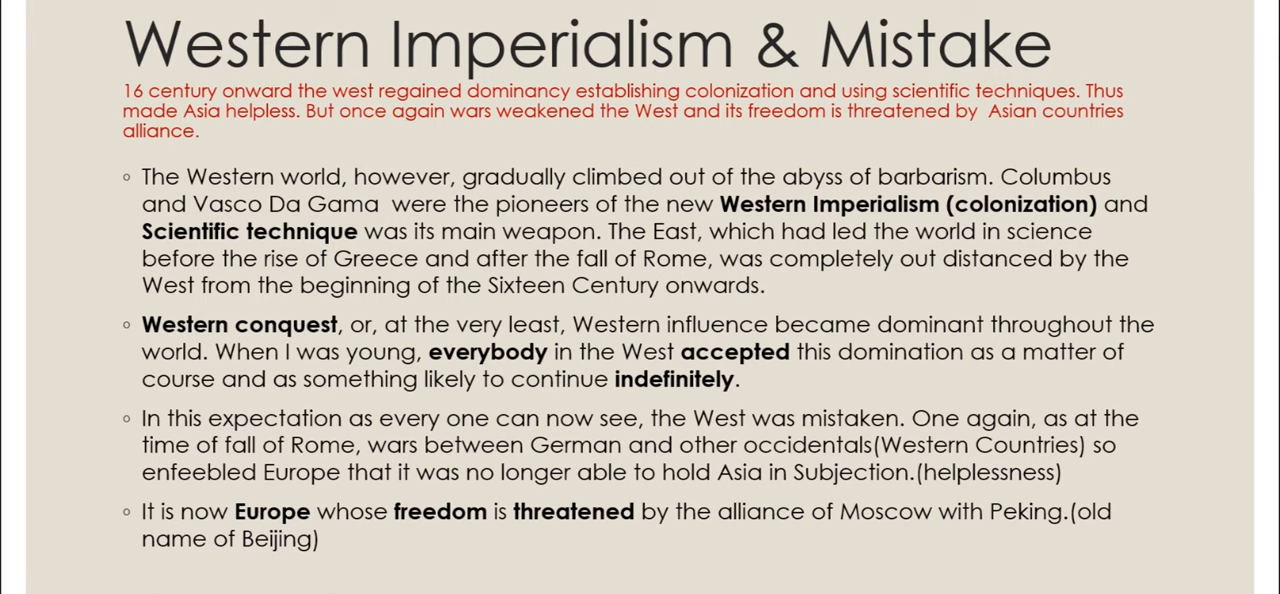 Western Imperialism & Mistake
16 century onward the west regained dominancy establishing colonization and using scientific techniques. Thus
made Asia helpless. But once again wars weakened the West and its freedom is threatened by Asian countries
alliance.
◦ The Western world, however, gradually climbed out of the abyss of barbarism. Columbus
and Vasco Da Gama were the pioneers of the new Western Imperialism (colonization) and
Scientific technique was its main weapon. The East, which had led the world in science
before the rise of Greece and after the fall of Rome, was completely out distanced by the
West from the beginning of the Sixteen Century onwards.
◦ Western conquest, or, at the very least, Western influence became dominant throughout the
world. When I was young, everybody in the West accepted this domination as a matter of
course and as something likely to continue indefinitely.
◦ In this expectation as every one can now see, the West was mistaken. One again, as at the
time of fall of Rome, wars between German and other occidentals(Western Countries) so
enfeebled Europe that it was no longer able to hold Asia in Subjection.(helplessness)
◦ It is now Europe whose freedom is threatened by the alliance of Moscow with Peking.(old
name of Beijing)